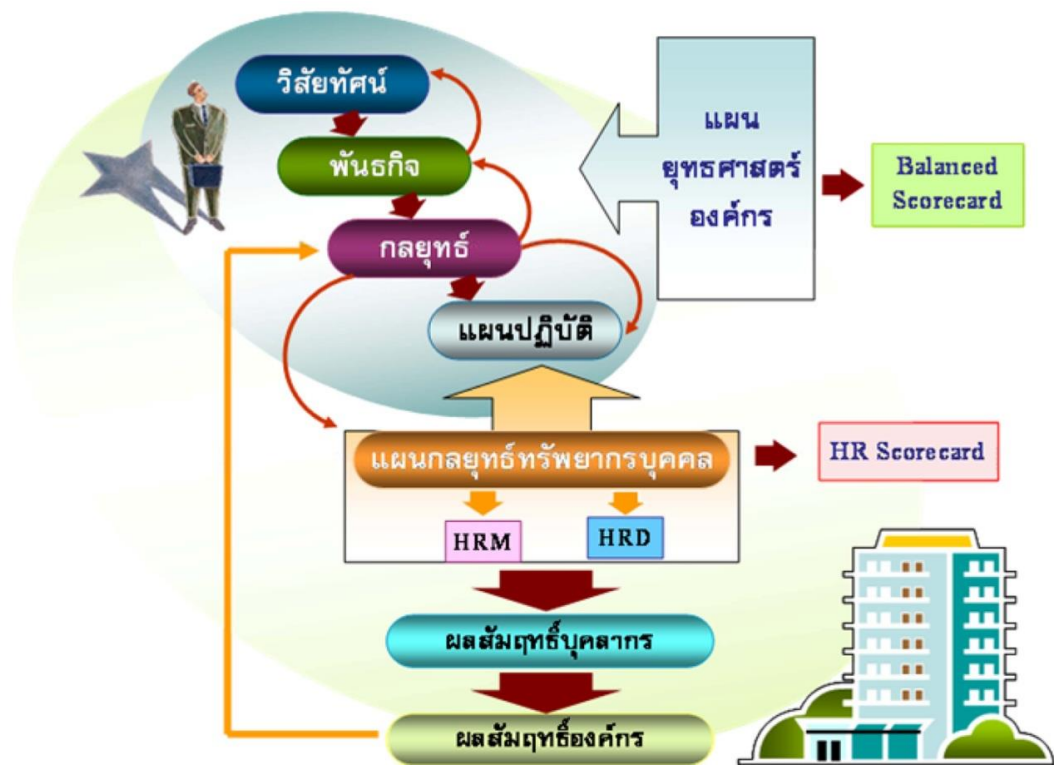 วิสัยทัศน์
พันธกิจ
กลยุทธ์
แผนปฏิบัติ
แผน
ยุทธศาสตร์
องค์กร
Balanced
Scorecard
แผนกลยุทธ์ทรัพยากรบุคคล
HR Scorecard
HRM
HRD
ผลสัมฤทธิ์บุคลากร
ผลสัมฤทธิ์องค์กร